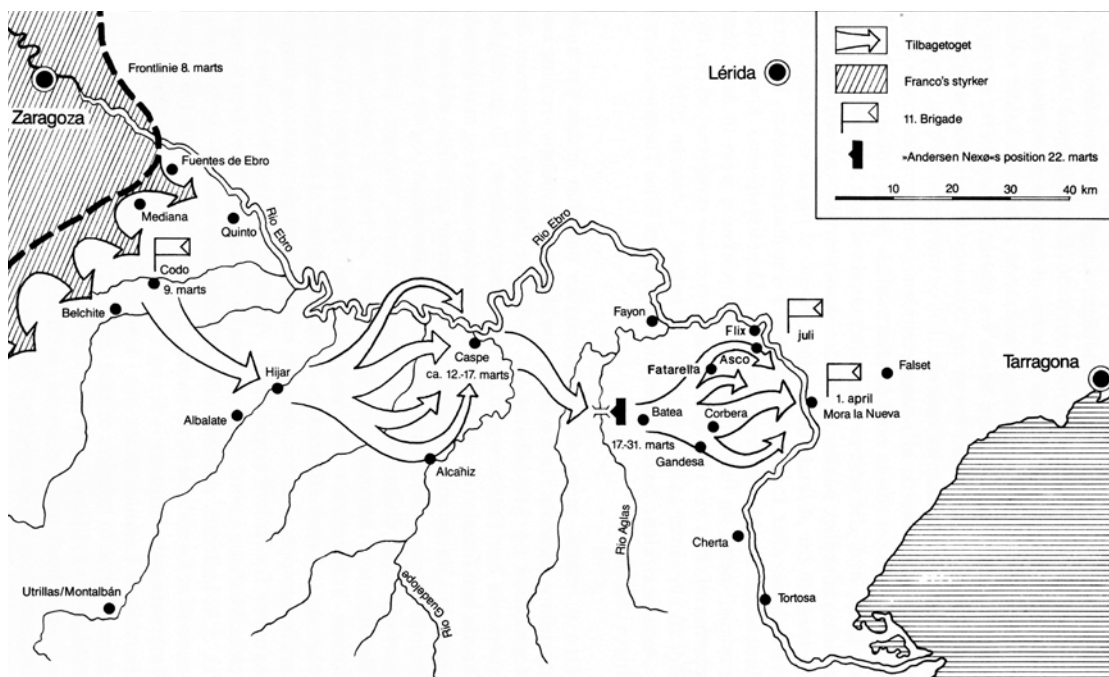 Frontlinie 8. marts
Zaragoza
Lérida
Tilbagetoget
Franco's styrker
11. Brigade
»Andersen Nexø«s position 22. marts
10 20 30 40 km
Fuentes de Ebro
Mediana
Quinto
Rio Ebro
Rio Ebro
Codo
9. marts
Belchite
Hijar
Albalate
Caspe
ca. 12.-17. marts
Alcañiz
Fayon
Flix
juli
Asco
Fatarella
Falset
1. april
Mora la Nueva
Tarragona
Batea
Corbera
17.-31. marts
Gandesa
Rio Aglas
Cherta
Tortosa
Utrillas/Montalbán
Rio Guadelope